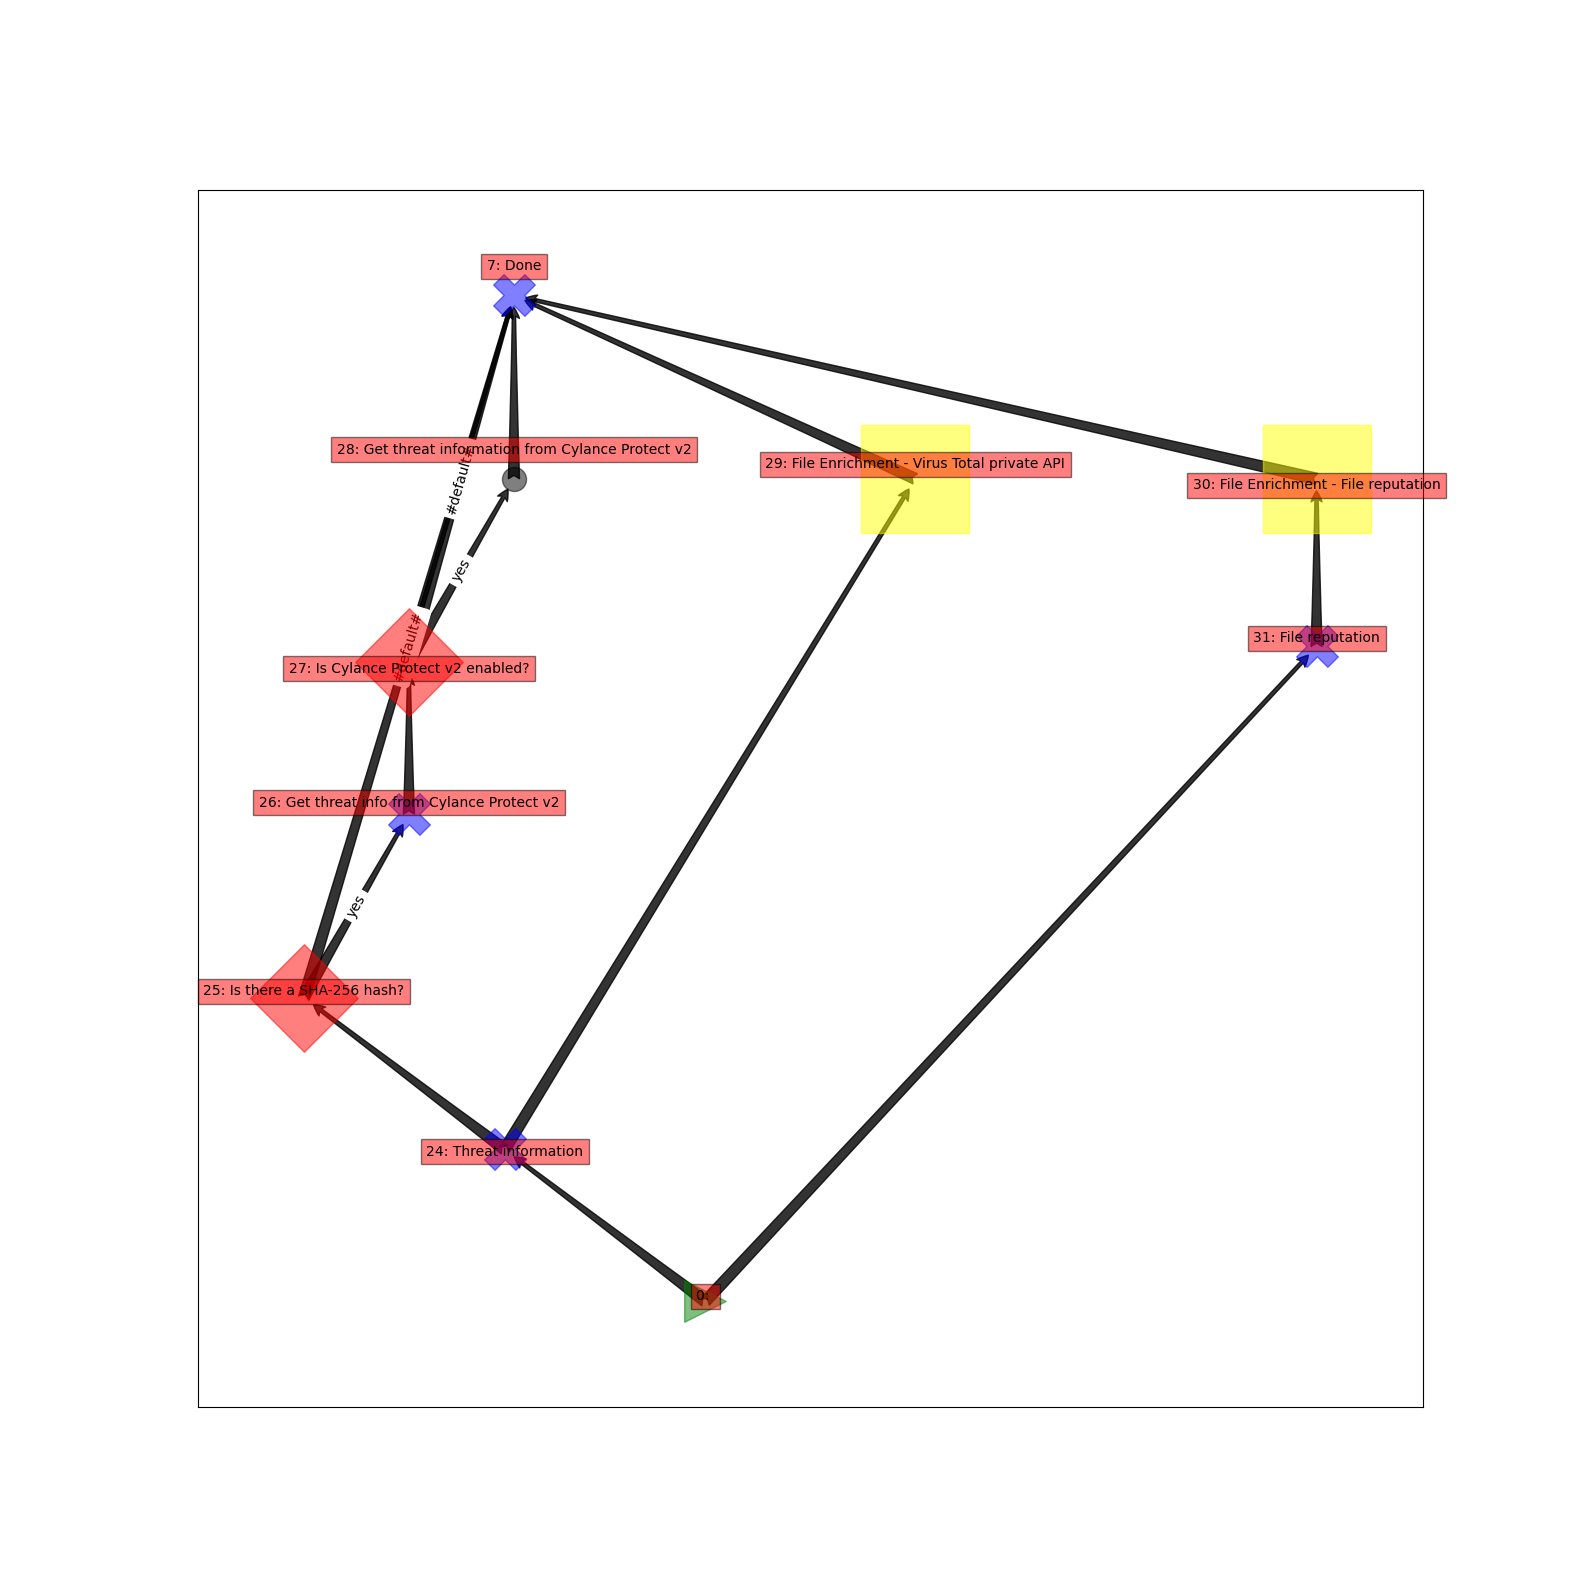 7: Done
28: Get threat information from Cylance Protect v2
29: File Enrichment - Virus Total private API
30: File Enrichment - File reputation
#default#
yes
#default#
31: File reputation
27: Is Cylance Protect v2 enabled?
26: Get threat info from Cylance Protect v2
yes
25: Is there a SHA-256 hash?
24: Threat information
0: